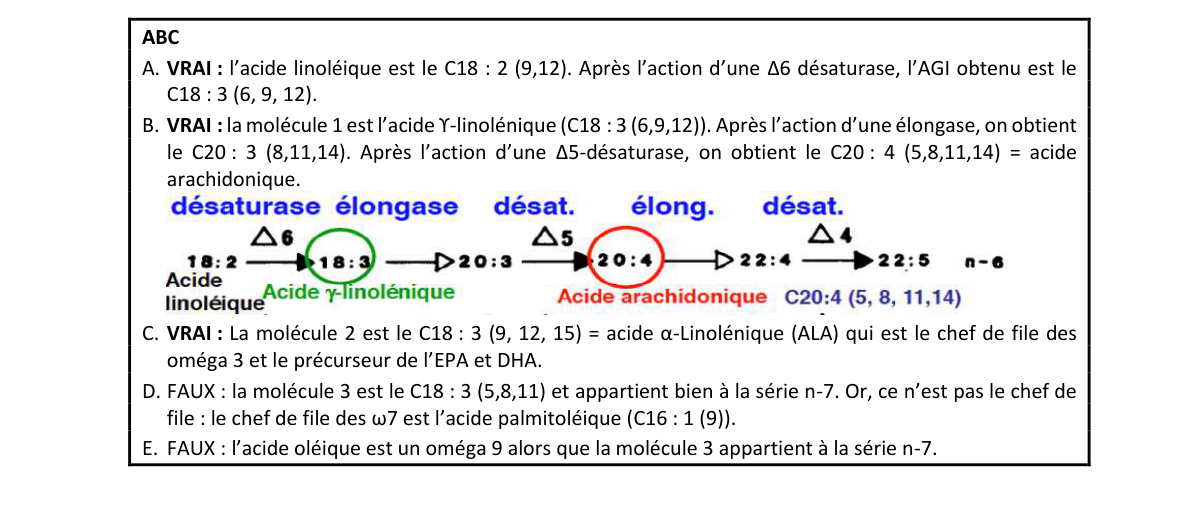 ABC
A. VRAI : l'acide linoléique est le C18 : 2 (9,12). Après l'action d'une Δ6 désaturase, l'AGI obtenu est le
C18 : 3 (6, 9, 12).
B. VRAI : la molécule 1 est l'acide ϒ-linolénique (C18 : 3 (6,9,12)). Après l'action d'une élongase, on obtient
le C20 : 3 (8,11,14). Après l'action d'une Δ5-désaturase, on obtient le C20 : 4 (5,8,11,14) = acide
arachidonique.
désaturase élongase désat. élong. désat.
Δ6 Δ5 Δ4
18:2 18:3 20:3 20:4 22:4 22:5 n-6
Acide
linoléique Acide γ-linolénique Acide arachidonique C20:4 (5, 8, 11,14)
C. VRAI : La molécule 2 est le C18 : 3 (9, 12, 15) = acide α-Linolénique (ALA) qui est le chef de file des
oméga 3 et le précurseur de l'EPA et DHA.
D. FAUX : la molécule 3 est le C18 : 3 (5,8,11) et appartient bien à la série n-7. Or, ce n'est pas le chef de
file : le chef de file des ω7 est l'acide palmitoléique (C16 : 1 (9)).
E. FAUX : l'acide oléique est un oméga 9 alors que la molécule 3 appartient à la série n-7.